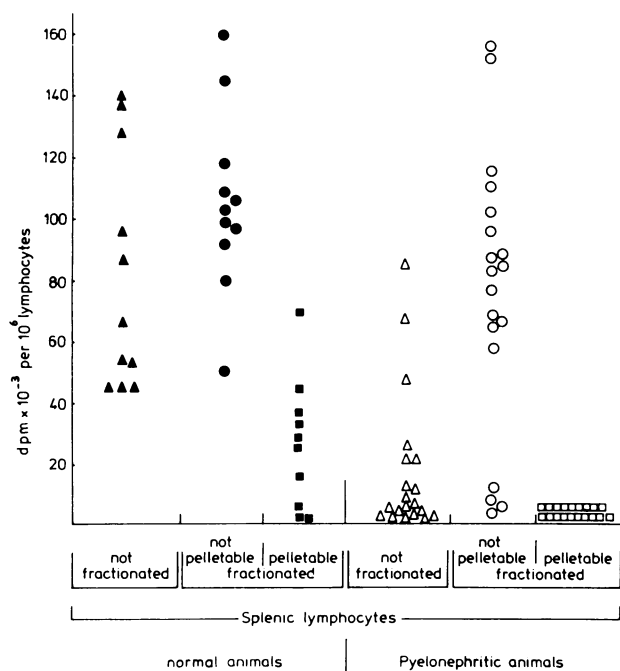 160
140
120
100
80
60
40
20
dpm x 10⁻³ per 10⁶ lymphocytes
not fractionated
not pelletable
pelletable
fractionated
not fractionated
not pelletable
pelletable
fractionated
Splenic lymphocytes
normal animals
Pyelonephritic animals